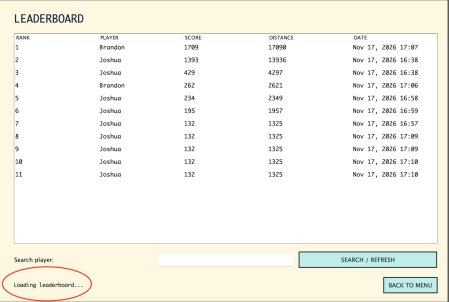 LEADERBOARD
RANK PLAYER SCORE DISTANCE DATE
1 Brandon 1709 17090 Nov 17, 2026 17:07
2 Joshua 1393 13936 Nov 17, 2026 16:38
3 Joshua 429 4297 Nov 17, 2026 16:38
4 Brandon 262 2621 Nov 17, 2026 17:06
5 Joshua 234 2349 Nov 17, 2026 16:58
6 Joshua 195 1957 Nov 17, 2026 16:59
7 Joshua 132 1325 Nov 17, 2026 16:57
8 Joshua 132 1325 Nov 17, 2026 17:09
9 Joshua 132 1325 Nov 17, 2026 17:09
10 Joshua 132 1325 Nov 17, 2026 17:10
11 Joshua 132 1325 Nov 17, 2026 17:10
Search player: SEARCH / REFRESH
Loading leaderboard... BACK TO MENU